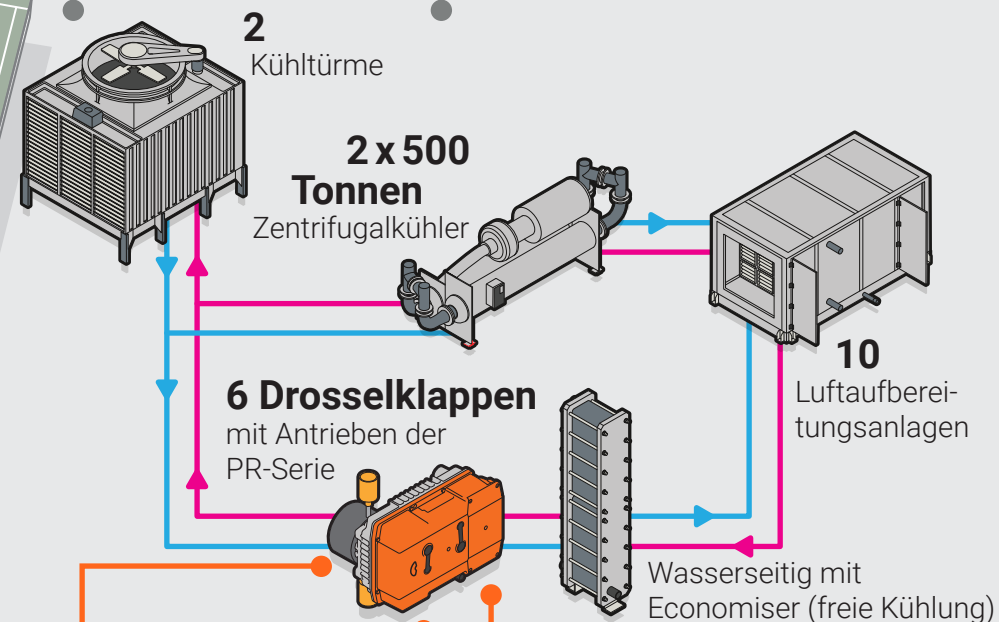 2
Kühltürme
2 x 500
Tonnen
Zentrifugalkühler
10
Luftaufberei-
tungsanlagen
6 Drosselklappen
mit Antrieben der
PR-Serie
Wasserseitig mit
Economiser (freie Kühlung)